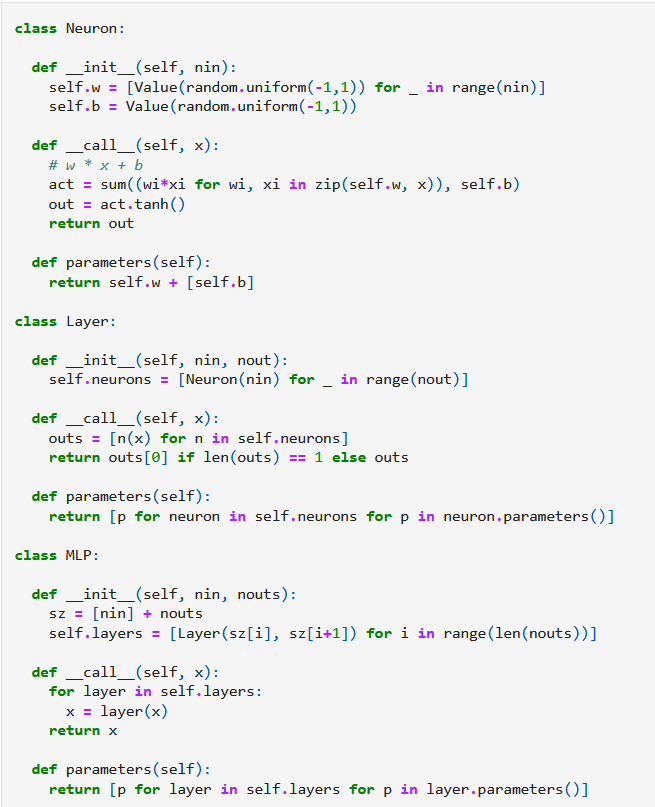 class Neuron:
  def __init__(self, nin):
    self.w = [Value(random.uniform(-1,1)) for _ in range(nin)]
    self.b = Value(random.uniform(-1,1))
  def __call__(self, x):
    # w * x + b
    act = sum((wi*xi for wi, xi in zip(self.w, x)), self.b)
    out = act.tanh()
    return out
  def parameters(self):
    return self.w + [self.b]
class Layer:
  def __init__(self, nin, nout):
    self.neurons = [Neuron(nin) for _ in range(nout)]
  def __call__(self, x):
    outs = [n(x) for n in self.neurons]
    return outs[0] if len(outs) == 1 else outs
  def parameters(self):
    return [p for neuron in self.neurons for p in neuron.parameters()]
class MLP:
  def __init__(self, nin, nouts):
    sz = [nin] + nouts
    self.layers = [Layer(sz[i], sz[i+1]) for i in range(len(nouts))]
  def __call__(self, x):
    for layer in self.layers:
      x = layer(x)
    return x
  def parameters(self):
    return [p for layer in self.layers for p in layer.parameters()]